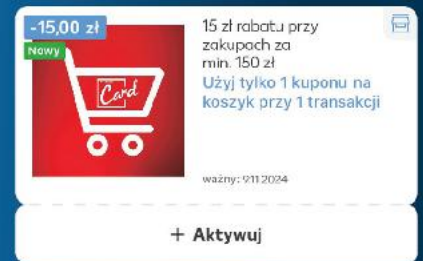 -15,00 zł
Nowy
Card
15 zł rabatu przy
zakupach za
min. 150 zł
Użyj tylko 1 kuponu na
koszyk przy 1 transakcji
ważny: 9.11.2024
+ Aktywuj